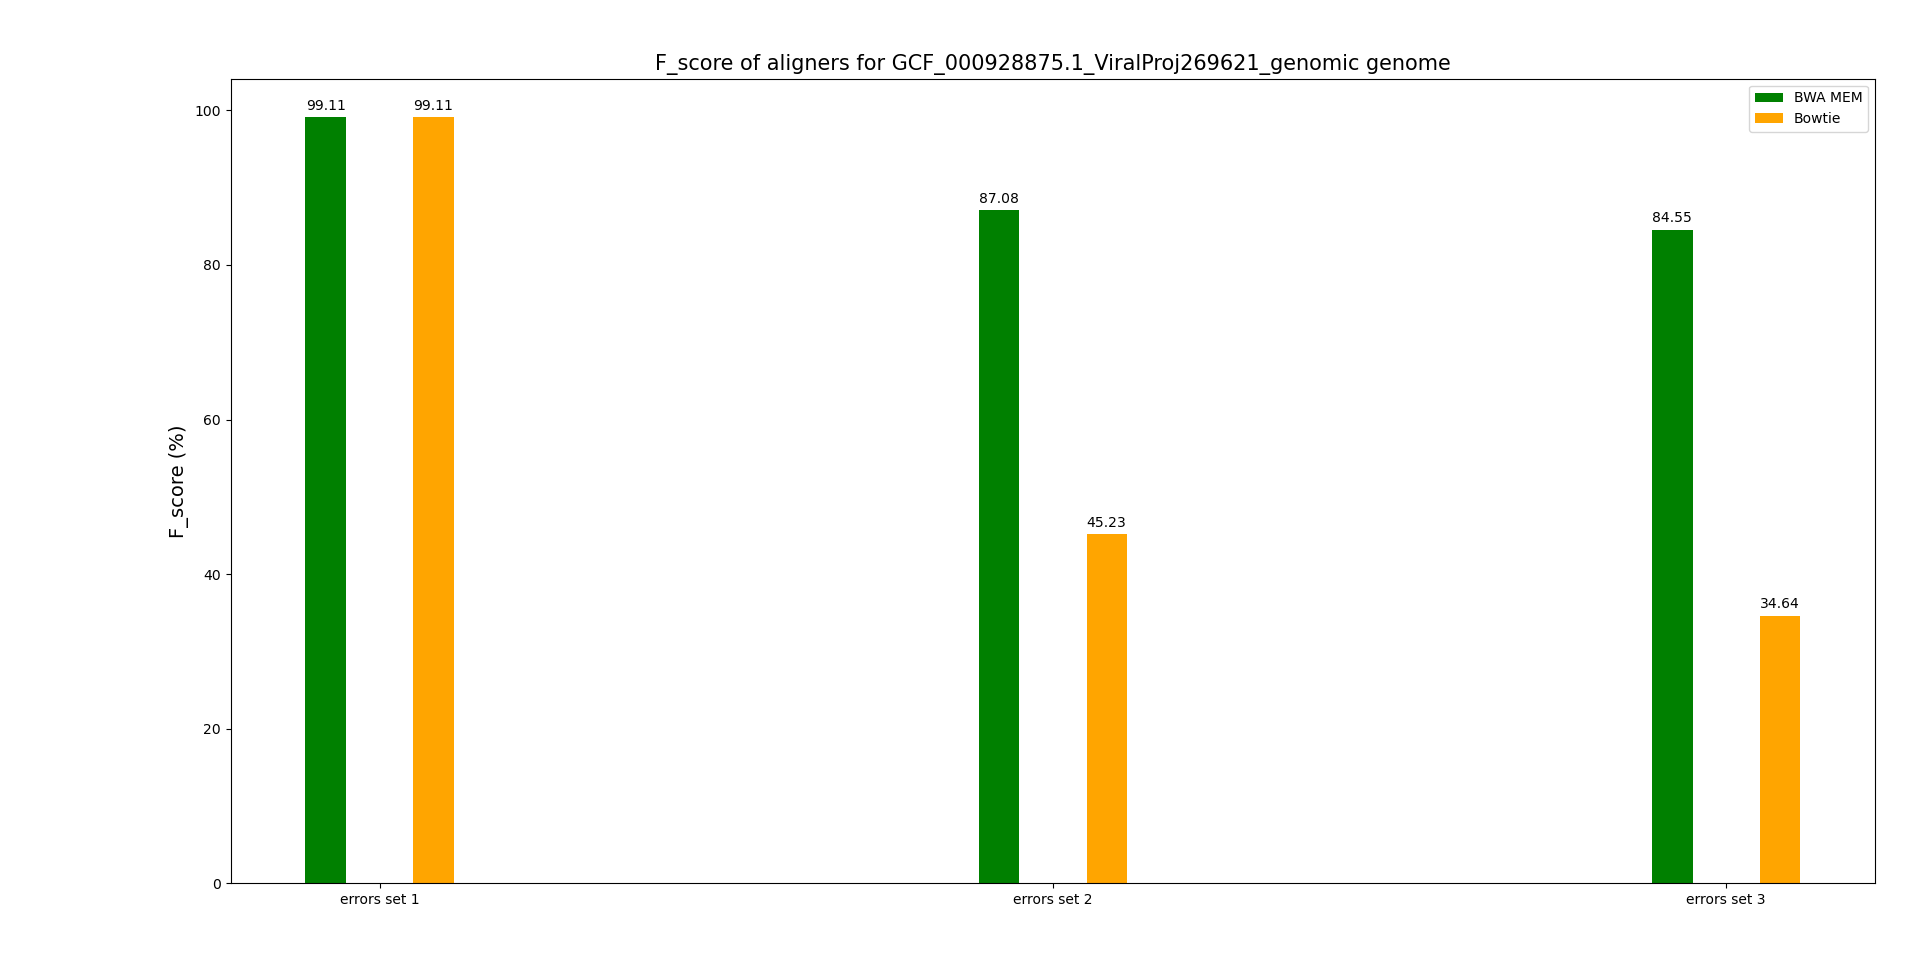 F_score of aligners for GCF_000928875.1_ViralProj269621_genomic genome
BWA MEM
Bowtie
99.11
99.11
87.08
45.23
84.55
34.64
100
80
60
40
20
0
F_score (%)
errors set 1
errors set 2
errors set 3